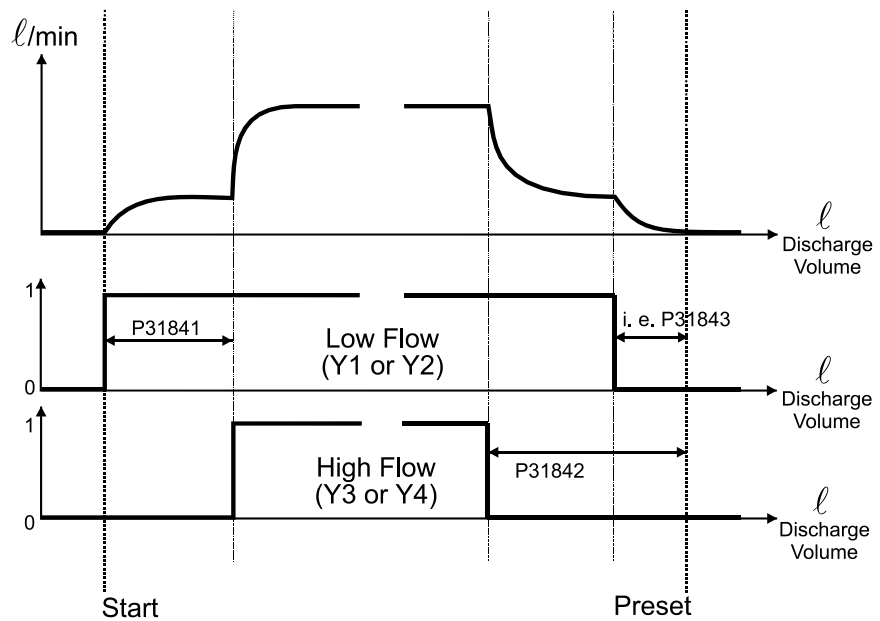 ℓ/min
ℓ
Discharge
Volume
1
P31841
i. e. P31843
Low Flow
(Y1 or Y2)
0
ℓ
Discharge
Volume
1
High Flow
(Y3 or Y4)
P31842
0
ℓ
Discharge
Volume
Start
Preset